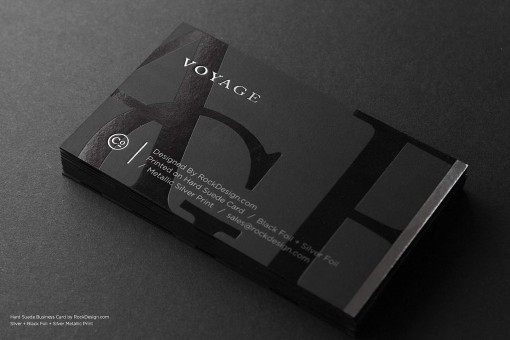 VOYAGE
Co
Designed By RockDesign.com
Printed on Hard Suede Card / Black Foil + Silver Foil
/ Metallic Silver Print / sales@rockdesign.com
Hard Suede Business Card by RockDesign.com
Silver + Black Foil + Silver Metallic Print